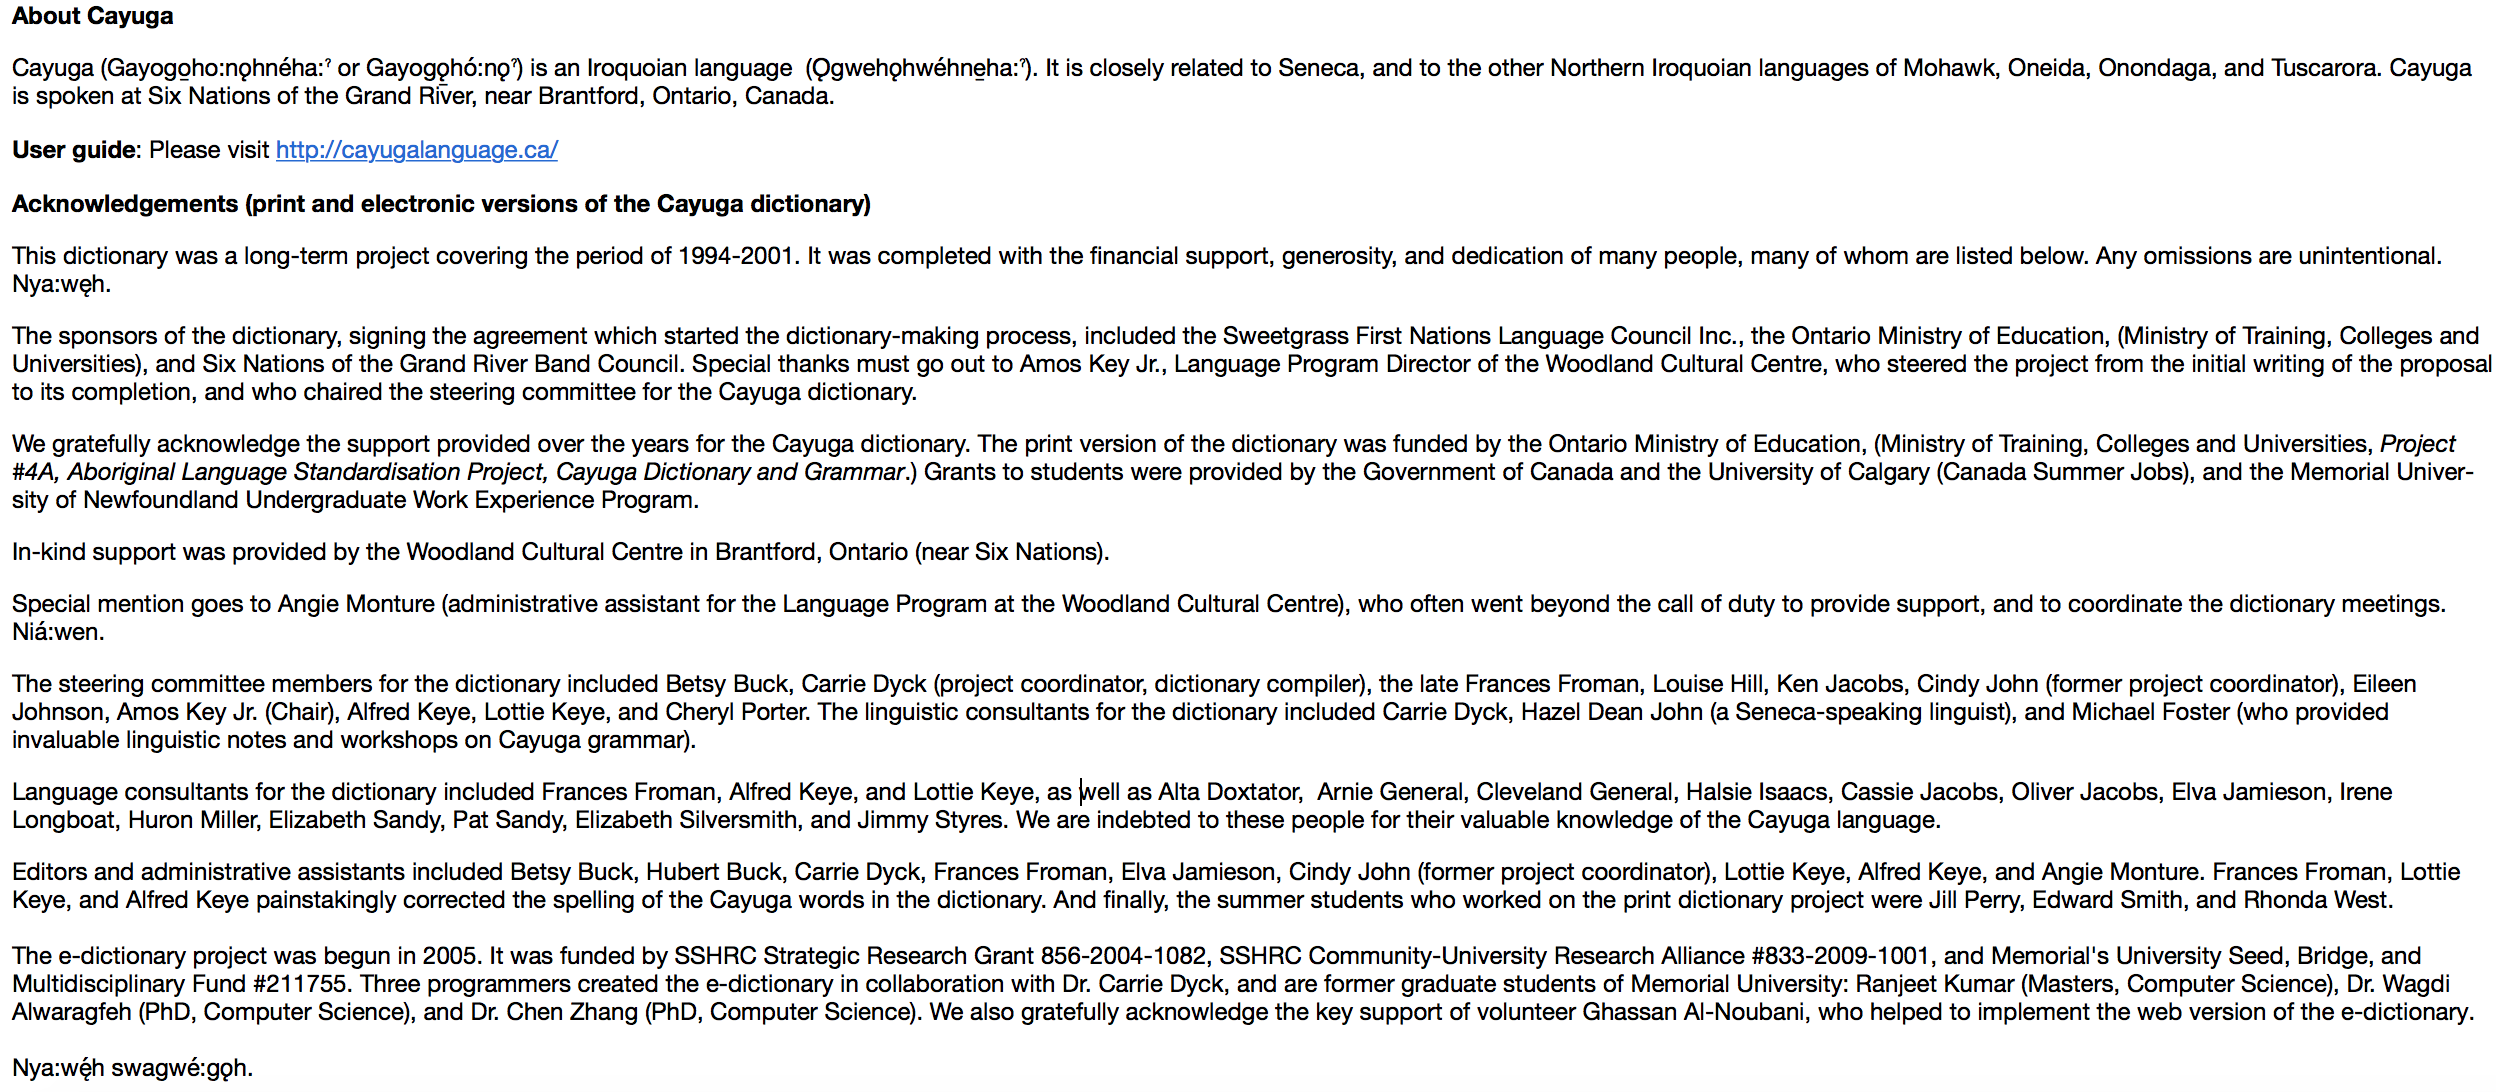 About Cayuga
Cayuga (Gayogo̱ho:nǫhnéha:ˀ or Gayogǫ̱hó:nǫˀ) is an Iroquoian language  (Ǫgwehǫhwéhne̱ha:ˀ). It is closely related to Seneca, and to the other Northern Iroquoian languages of Mohawk, Oneida, Onondaga, and Tuscarora. Cayuga
is spoken at Six Nations of the Grand River, near Brantford, Ontario, Canada.
User guide: Please visit http://cayugalanguage.ca/
Acknowledgements (print and electronic versions of the Cayuga dictionary)
This dictionary was a long-term project covering the period of 1994-2001. It was completed with the financial support, generosity, and dedication of many people, many of whom are listed below. Any omissions are unintentional.
Nya:węh.
The sponsors of the dictionary, signing the agreement which started the dictionary-making process, included the Sweetgrass First Nations Language Council Inc., the Ontario Ministry of Education, (Ministry of Training, Colleges and
Universities), and Six Nations of the Grand River Band Council. Special thanks must go out to Amos Key Jr., Language Program Director of the Woodland Cultural Centre, who steered the project from the initial writing of the proposal
to its completion, and who chaired the steering committee for the Cayuga dictionary.
We gratefully acknowledge the support provided over the years for the Cayuga dictionary. The print version of the dictionary was funded by the Ontario Ministry of Education, (Ministry of Training, Colleges and Universities, Project
#4A, Aboriginal Language Standardisation Project, Cayuga Dictionary and Grammar.) Grants to students were provided by the Government of Canada and the University of Calgary (Canada Summer Jobs), and the Memorial Univer-
sity of Newfoundland Undergraduate Work Experience Program.
In-kind support was provided by the Woodland Cultural Centre in Brantford, Ontario (near Six Nations).
Special mention goes to Angie Monture (administrative assistant for the Language Program at the Woodland Cultural Centre), who often went beyond the call of duty to provide support, and to coordinate the dictionary meetings.
Niá:wen.
The steering committee members for the dictionary included Betsy Buck, Carrie Dyck (project coordinator, dictionary compiler), the late Frances Froman, Louise Hill, Ken Jacobs, Cindy John (former project coordinator), Eileen
Johnson, Amos Key Jr. (Chair), Alfred Keye, Lottie Keye, and Cheryl Porter. The linguistic consultants for the dictionary included Carrie Dyck, Hazel Dean John (a Seneca-speaking linguist), and Michael Foster (who provided
invaluable linguistic notes and workshops on Cayuga grammar).
Language consultants for the dictionary included Frances Froman, Alfred Keye, and Lottie Keye, as well as Alta Doxtator,  Arnie General, Cleveland General, Halsie Isaacs, Cassie Jacobs, Oliver Jacobs, Elva Jamieson, Irene
Longboat, Huron Miller, Elizabeth Sandy, Pat Sandy, Elizabeth Silversmith, and Jimmy Styres. We are indebted to these people for their valuable knowledge of the Cayuga language.
Editors and administrative assistants included Betsy Buck, Hubert Buck, Carrie Dyck, Frances Froman, Elva Jamieson, Cindy John (former project coordinator), Lottie Keye, Alfred Keye, and Angie Monture. Frances Froman, Lottie
Keye, and Alfred Keye painstakingly corrected the spelling of the Cayuga words in the dictionary. And finally, the summer students who worked on the print dictionary project were Jill Perry, Edward Smith, and Rhonda West.
The e-dictionary project was begun in 2005. It was funded by SSHRC Strategic Research Grant 856-2004-1082, SSHRC Community-University Research Alliance #833-2009-1001, and Memorial's University Seed, Bridge, and
Multidisciplinary Fund #211755. Three programmers created the e-dictionary in collaboration with Dr. Carrie Dyck, and are former graduate students of Memorial University: Ranjeet Kumar (Masters, Computer Science), Dr. Wagdi
Alwaragfeh (PhD, Computer Science), and Dr. Chen Zhang (PhD, Computer Science). We also gratefully acknowledge the key support of volunteer Ghassan Al-Noubani, who helped to implement the web version of the e-dictionary.
Nya:wę́h swagwé:gǫh.